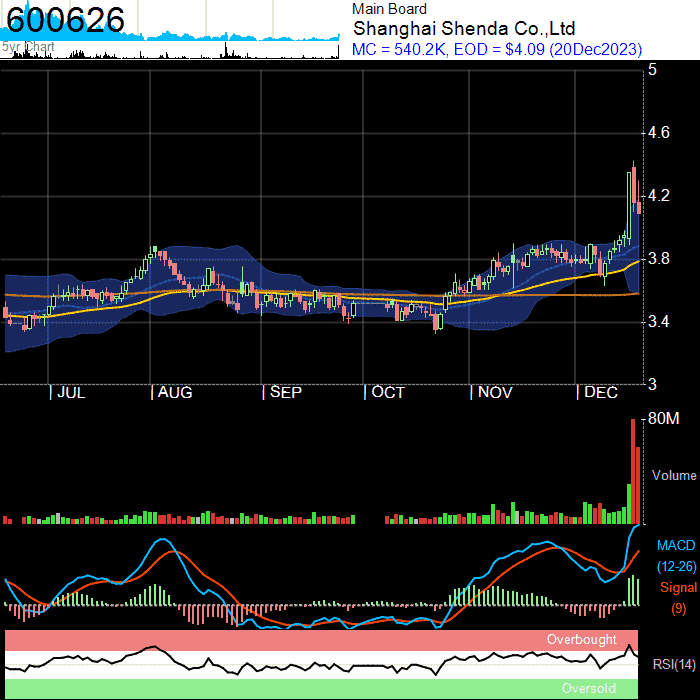 600626
5yr Chart
Main Board
Shanghai Shenda Co.,Ltd
MC = 540.2K, EOD = $4.09 (20Dec2023)
5
4.6
4.2
3.8
3.4
3
JUL
AUG
SEP
OCT
NOV
DEC
80M
Volume
MACD
(12-26)
Signal
(9)
Overbought
RSI(14)
Oversold